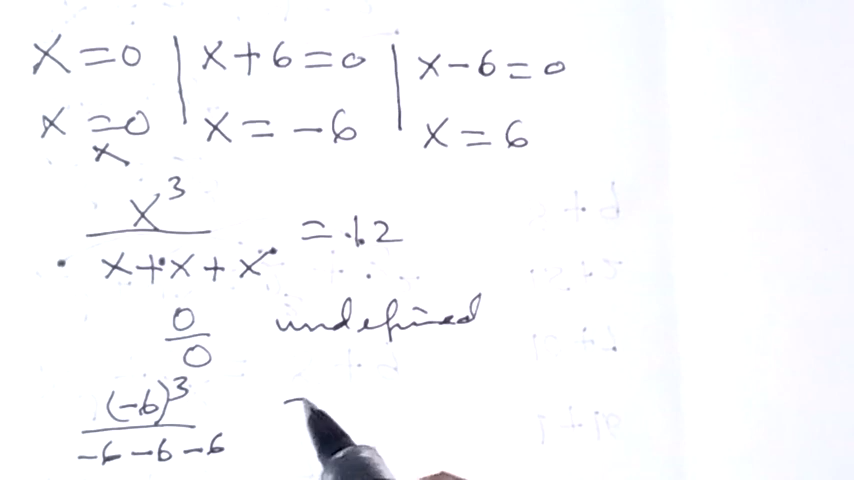 x = 0 | x + 6 = 0 | x - 6 = 0
x = 0 | x = -6 | x = 6
x
x³
x + x + x = 12
0
0 undefined
(-6)³
-6 -6 -6